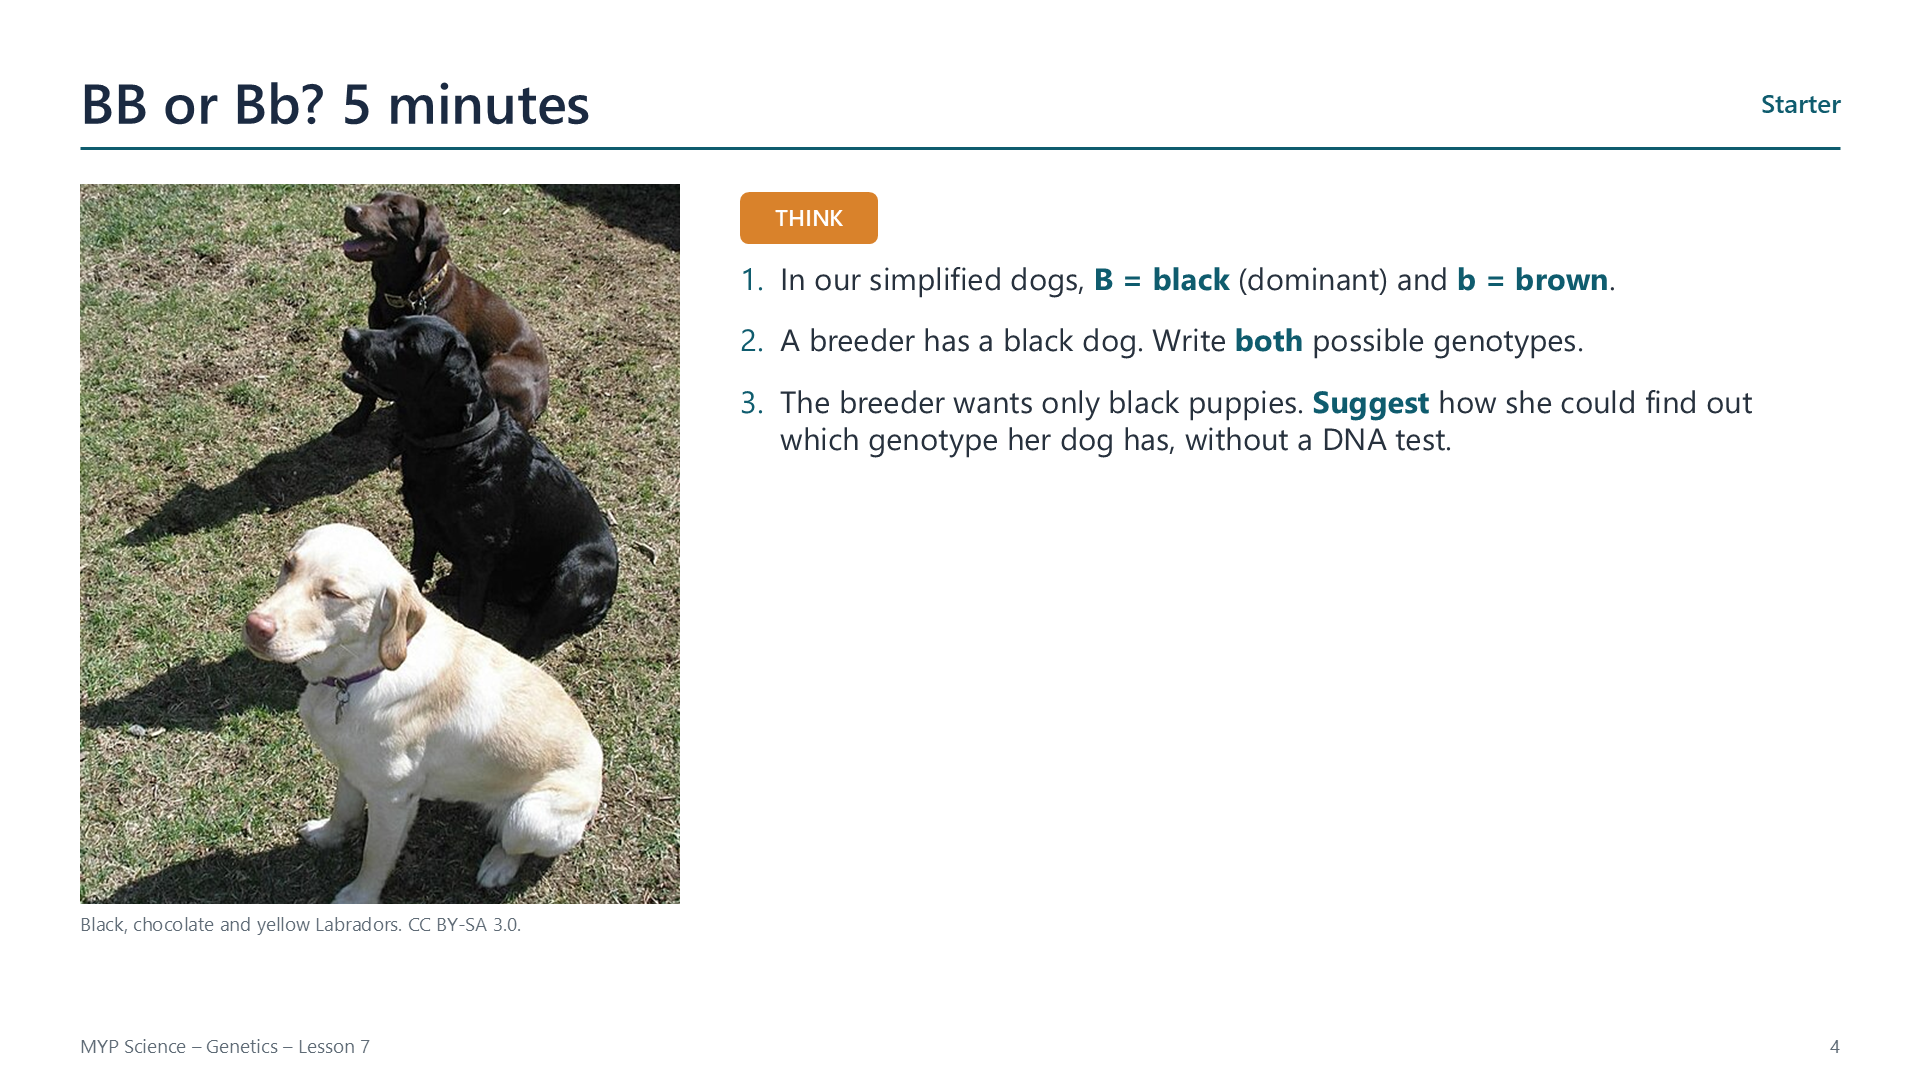 BB or Bb? 5 minutes
Starter
THINK
1. In our simplified dogs, B = black (dominant) and b = brown.
2. A breeder has a black dog. Write both possible genotypes.
3. The breeder wants only black puppies. Suggest how she could find out
which genotype her dog has, without a DNA test.
Black, chocolate and yellow Labradors. CC BY-SA 3.0.
MYP Science – Genetics – Lesson 7
4